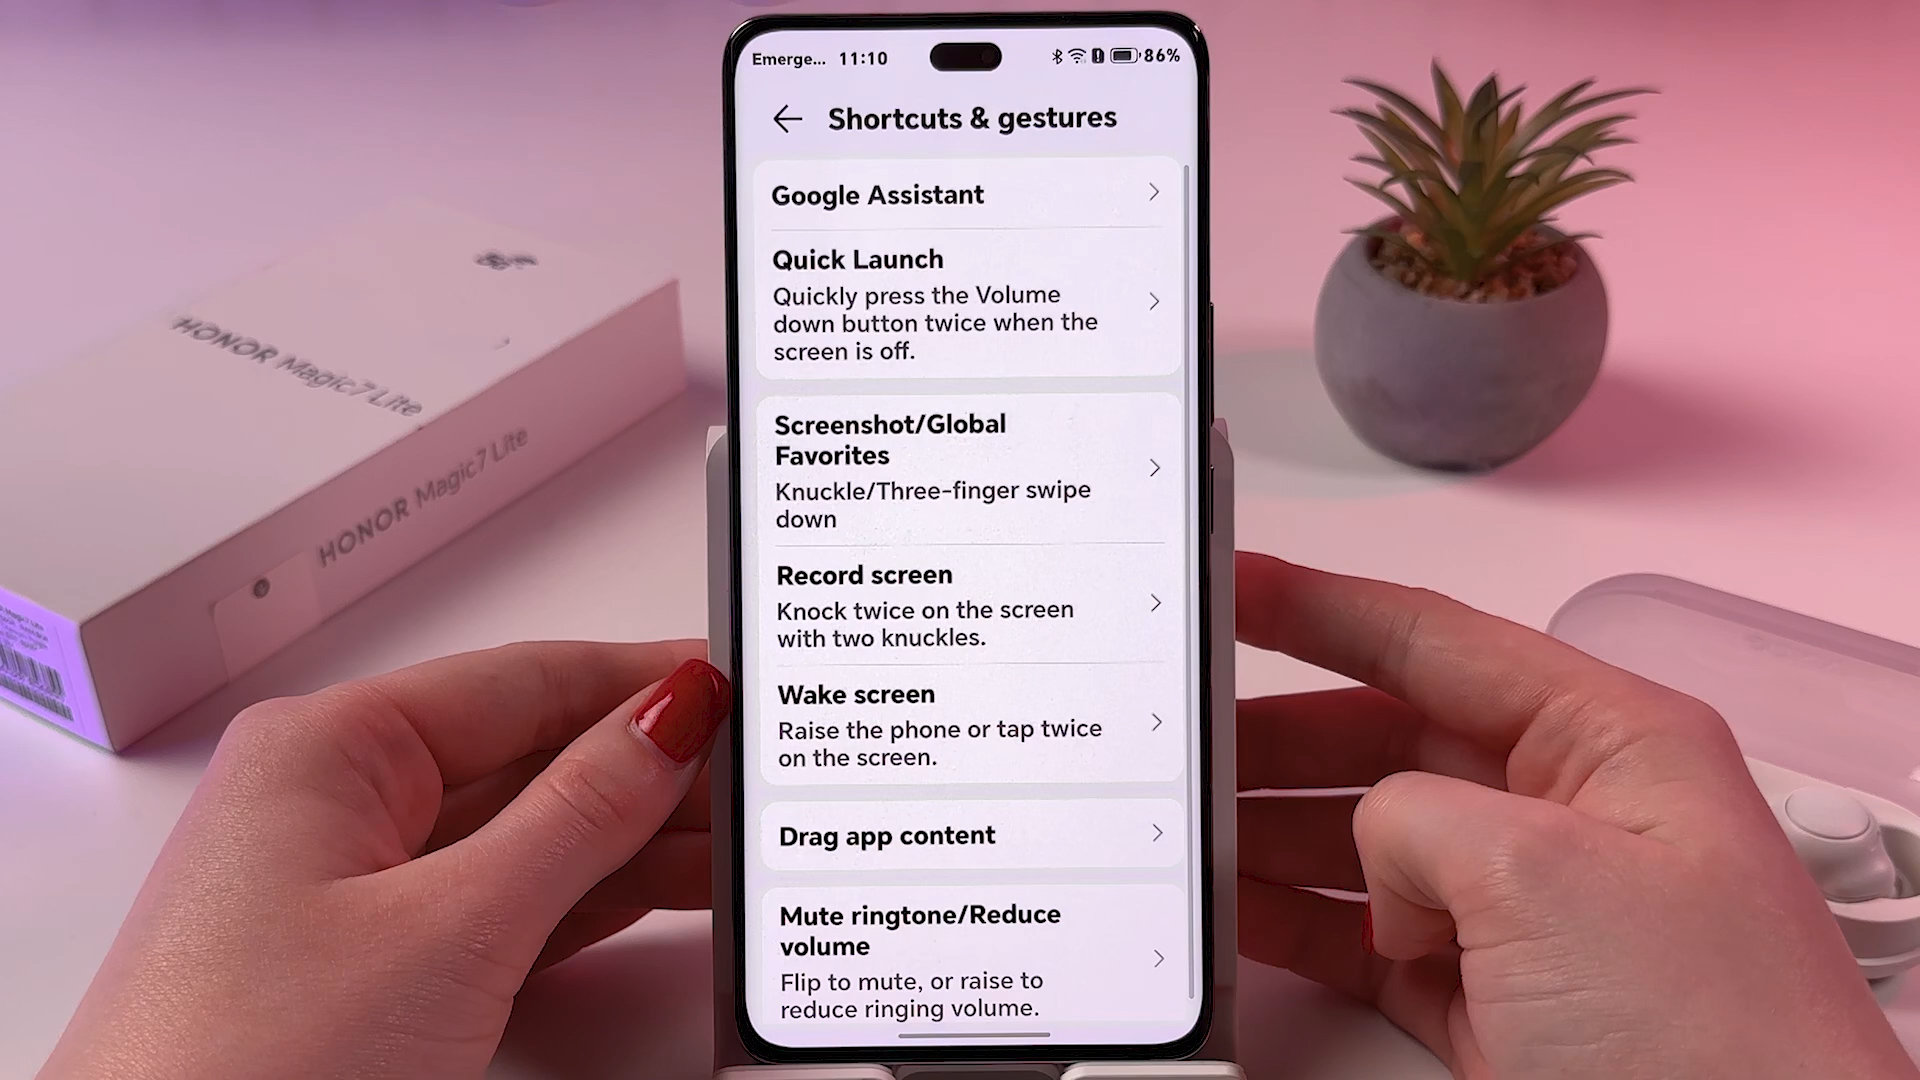 Emerge... 11:10 86%
Shortcuts & gestures
Google Assistant
Quick Launch
Quickly press the Volume
down button twice when the
screen is off.
Screenshot/Global
Favorites
Knuckle/Three-finger swipe
down
Record screen
Knock twice on the screen
with two knuckles.
Wake screen
Raise the phone or tap twice
on the screen.
Drag app content
Mute ringtone/Reduce
volume
Flip to mute, or raise to
reduce ringing volume.
HONOR Magic7 Lite
HONOR Magic7 Lite